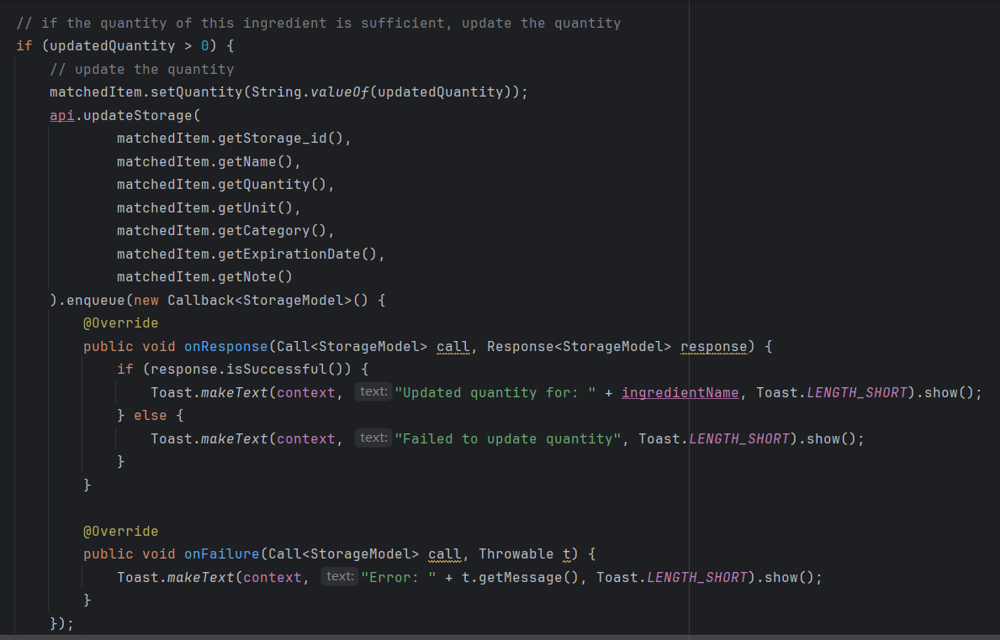 // if the quantity of this ingredient is sufficient, update the quantity
if (updatedQuantity > 0) {
    // update the quantity
    matchedItem.setQuantity(String.valueOf(updatedQuantity));
    api.updateStorage(
            matchedItem.getStorage_id(),
            matchedItem.getName(),
            matchedItem.getQuantity(),
            matchedItem.getUnit(),
            matchedItem.getCategory(),
            matchedItem.getExpirationDate(),
            matchedItem.getNote()
    ).enqueue(new Callback<StorageModel>() {
        @Override
        public void onResponse(Call<StorageModel> call, Response<StorageModel> response) {
            if (response.isSuccessful()) {
                Toast.makeText(context, text: "Updated quantity for: " + ingredientName, Toast.LENGTH_SHORT).show();
            } else {
                Toast.makeText(context, text: "Failed to update quantity", Toast.LENGTH_SHORT).show();
            }
        }

        @Override
        public void onFailure(Call<StorageModel> call, Throwable t) {
            Toast.makeText(context, text: "Error: " + t.getMessage(), Toast.LENGTH_SHORT).show();
        }
    });